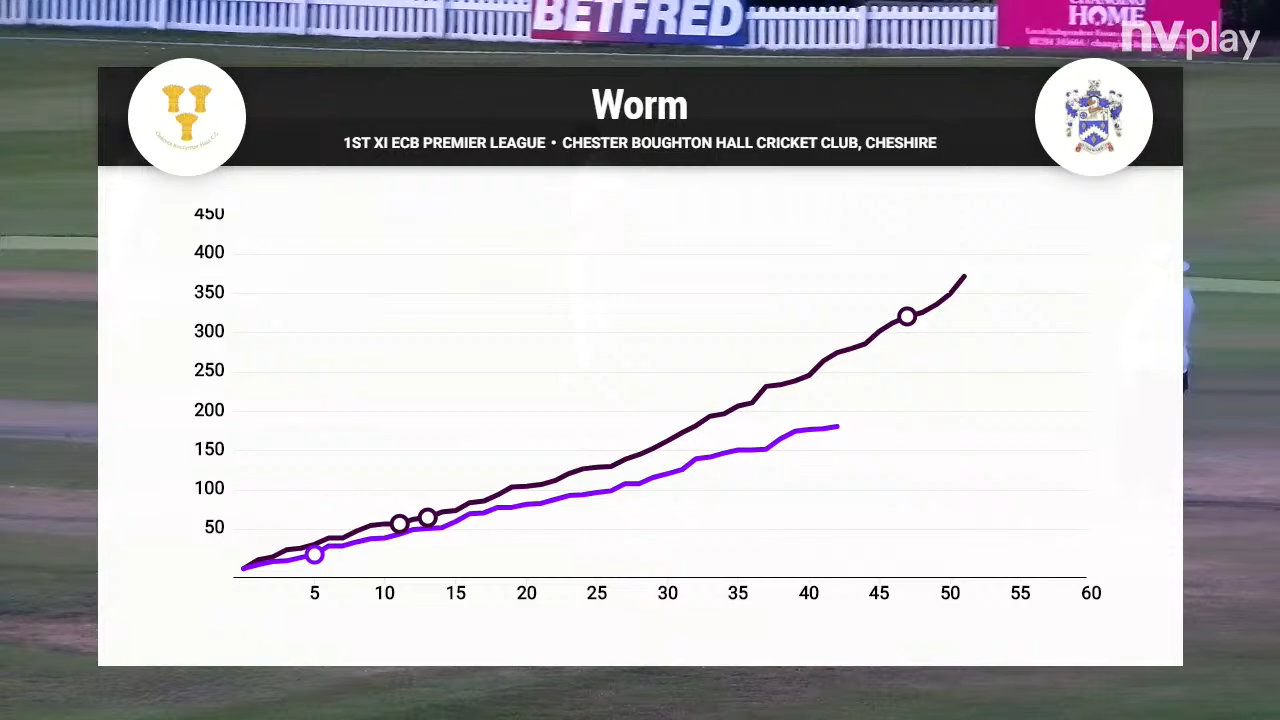 BETFRED
CHANGING
HOME
nvplay
Worm
1ST XI ECB PREMIER LEAGUE • CHESTER BOUGHTON HALL CRICKET CLUB, CHESHIRE
450
400
350
300
250
200
150
100
50
5 10 15 20 25 30 35 40 45 50 55 60